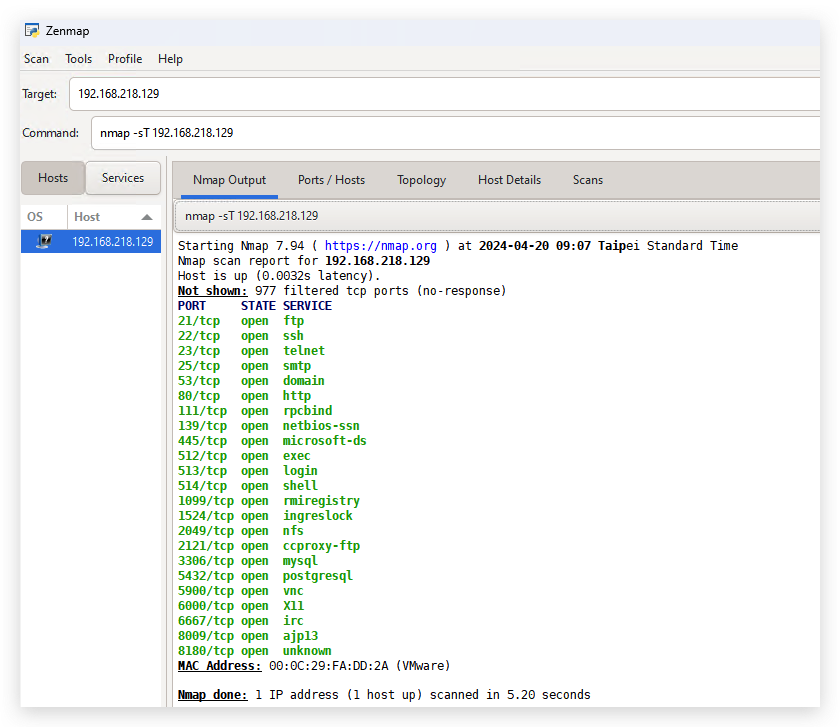 Zenmap
Scan Tools Profile Help
Target: 192.168.218.129
Command: nmap -sT 192.168.218.129
Hosts Services
OS Host
192.168.218.129
Nmap Output Ports / Hosts Topology Host Details Scans
nmap -sT 192.168.218.129
Starting Nmap 7.94 ( https://nmap.org ) at 2024-04-20 09:07 Taipei Standard Time
Nmap scan report for 192.168.218.129
Host is up (0.0032s latency).
Not shown: 977 filtered tcp ports (no-response)
PORT STATE SERVICE
21/tcp open ftp
22/tcp open ssh
23/tcp open telnet
25/tcp open smtp
53/tcp open domain
80/tcp open http
111/tcp open rpcbind
139/tcp open netbios-ssn
445/tcp open microsoft-ds
512/tcp open exec
513/tcp open login
514/tcp open shell
1099/tcp open rmiregistry
1524/tcp open ingreslock
2049/tcp open nfs
2121/tcp open ccproxy-ftp
3306/tcp open mysql
5432/tcp open postgresql
5900/tcp open vnc
6000/tcp open X11
6667/tcp open irc
8009/tcp open ajp13
8180/tcp open unknown
MAC Address: 00:0C:29:FA:DD:2A (VMware)
Nmap done: 1 IP address (1 host up) scanned in 5.20 seconds